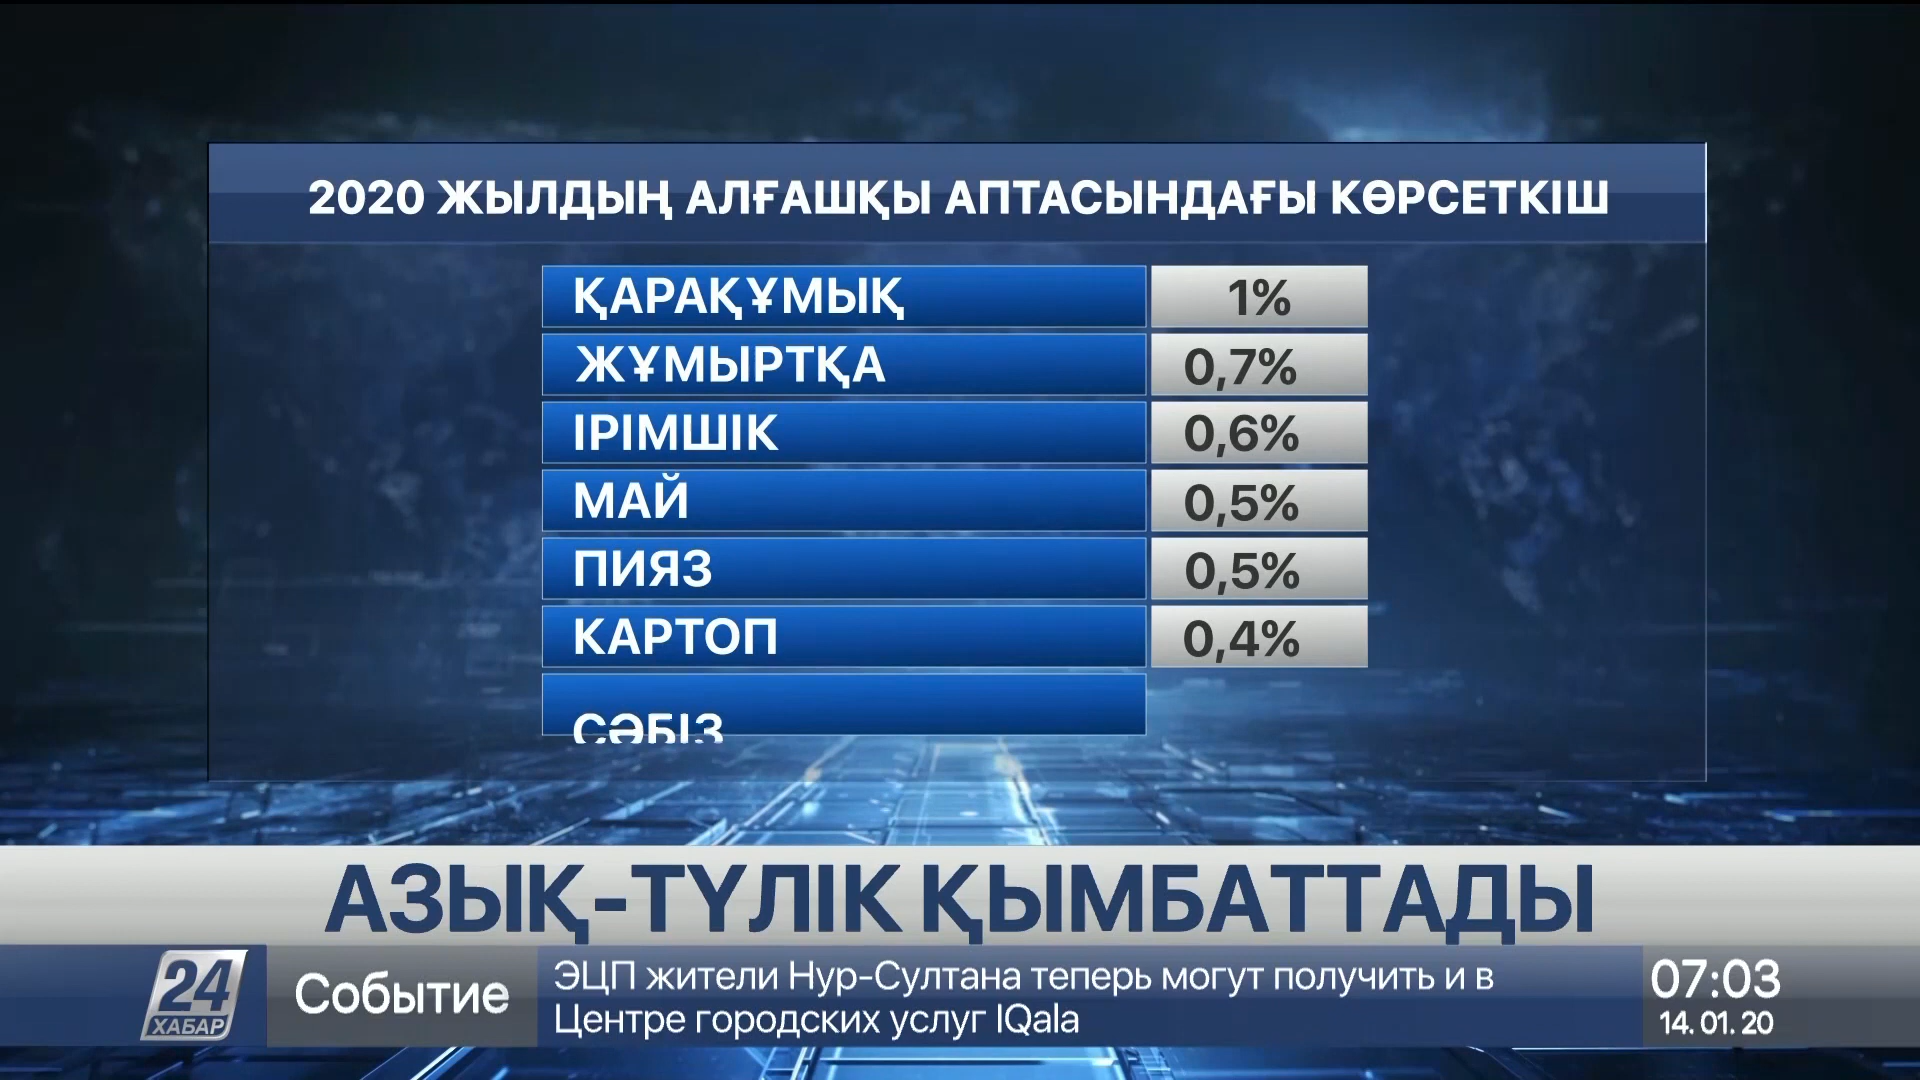 2020 ЖЫЛДЫҢ АЛҒАШҚЫ АПТАСЫНДАҒЫ КӨРСЕТКІШ
ҚАРАҚҰМЫҚ 1%
ЖҰМЫРТҚА 0,7%
ІРІМШІК 0,6%
МАЙ 0,5%
ПИЯЗ 0,5%
КАРТОП 0,4%
СӘБІЗ
АЗЫҚ-ТҮЛІК ҚЫМБАТТАДЫ
24
ХАБАР
Событие
ЭЦП жители Нур-Султана теперь могут получить и в
Центре городских услуг IQala
07:03
14. 01. 20